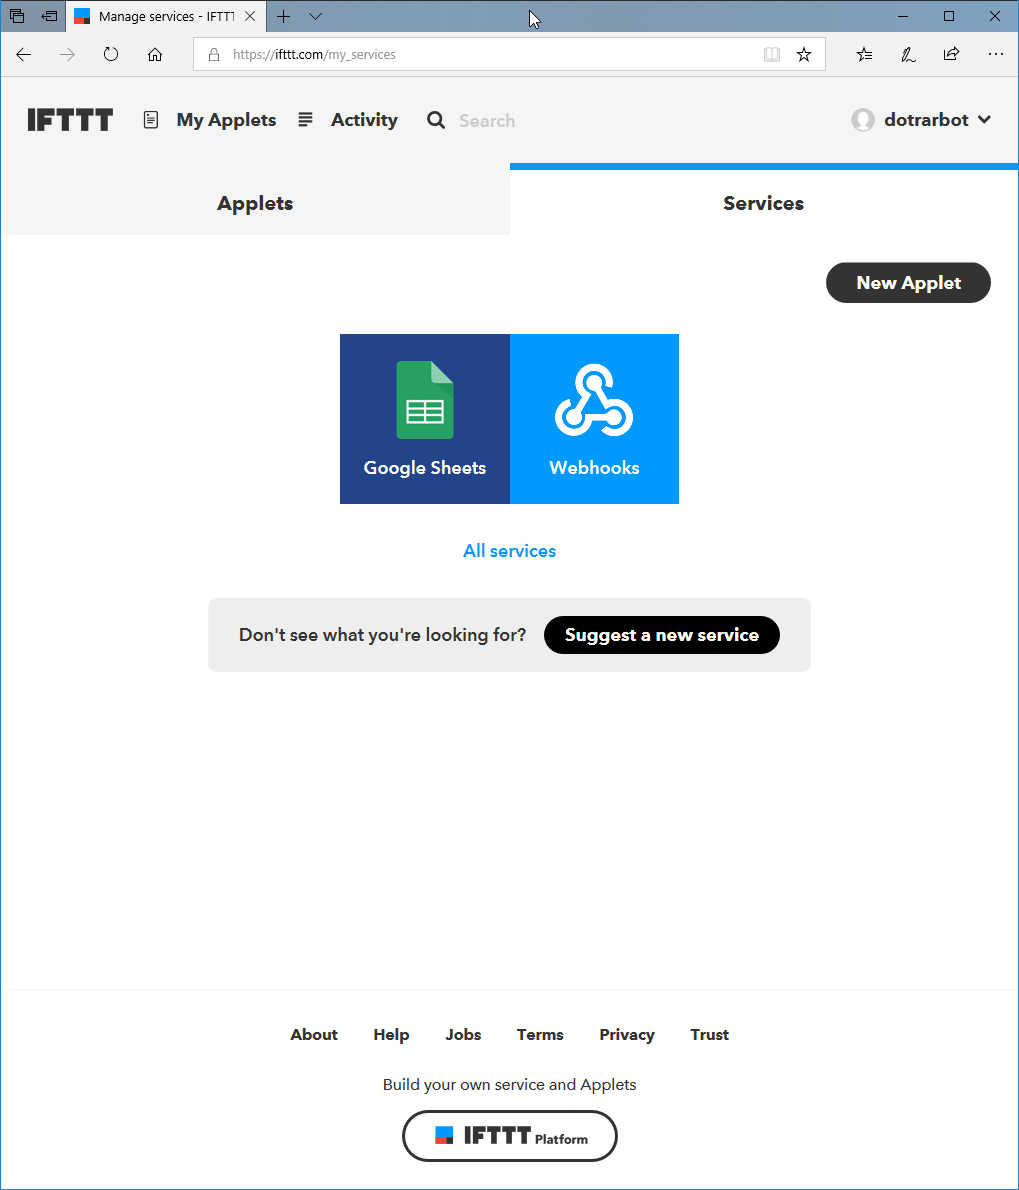 Manage services - IFTTT
https://ifttt.com/my_services
IFTTT My Applets Activity Search dotrarbot
Applets Services
New Applet
Google Sheets Webhooks
All services
Don't see what you're looking for? Suggest a new service
About Help Jobs Terms Privacy Trust
Build your own service and Applets
IFTTT Platform